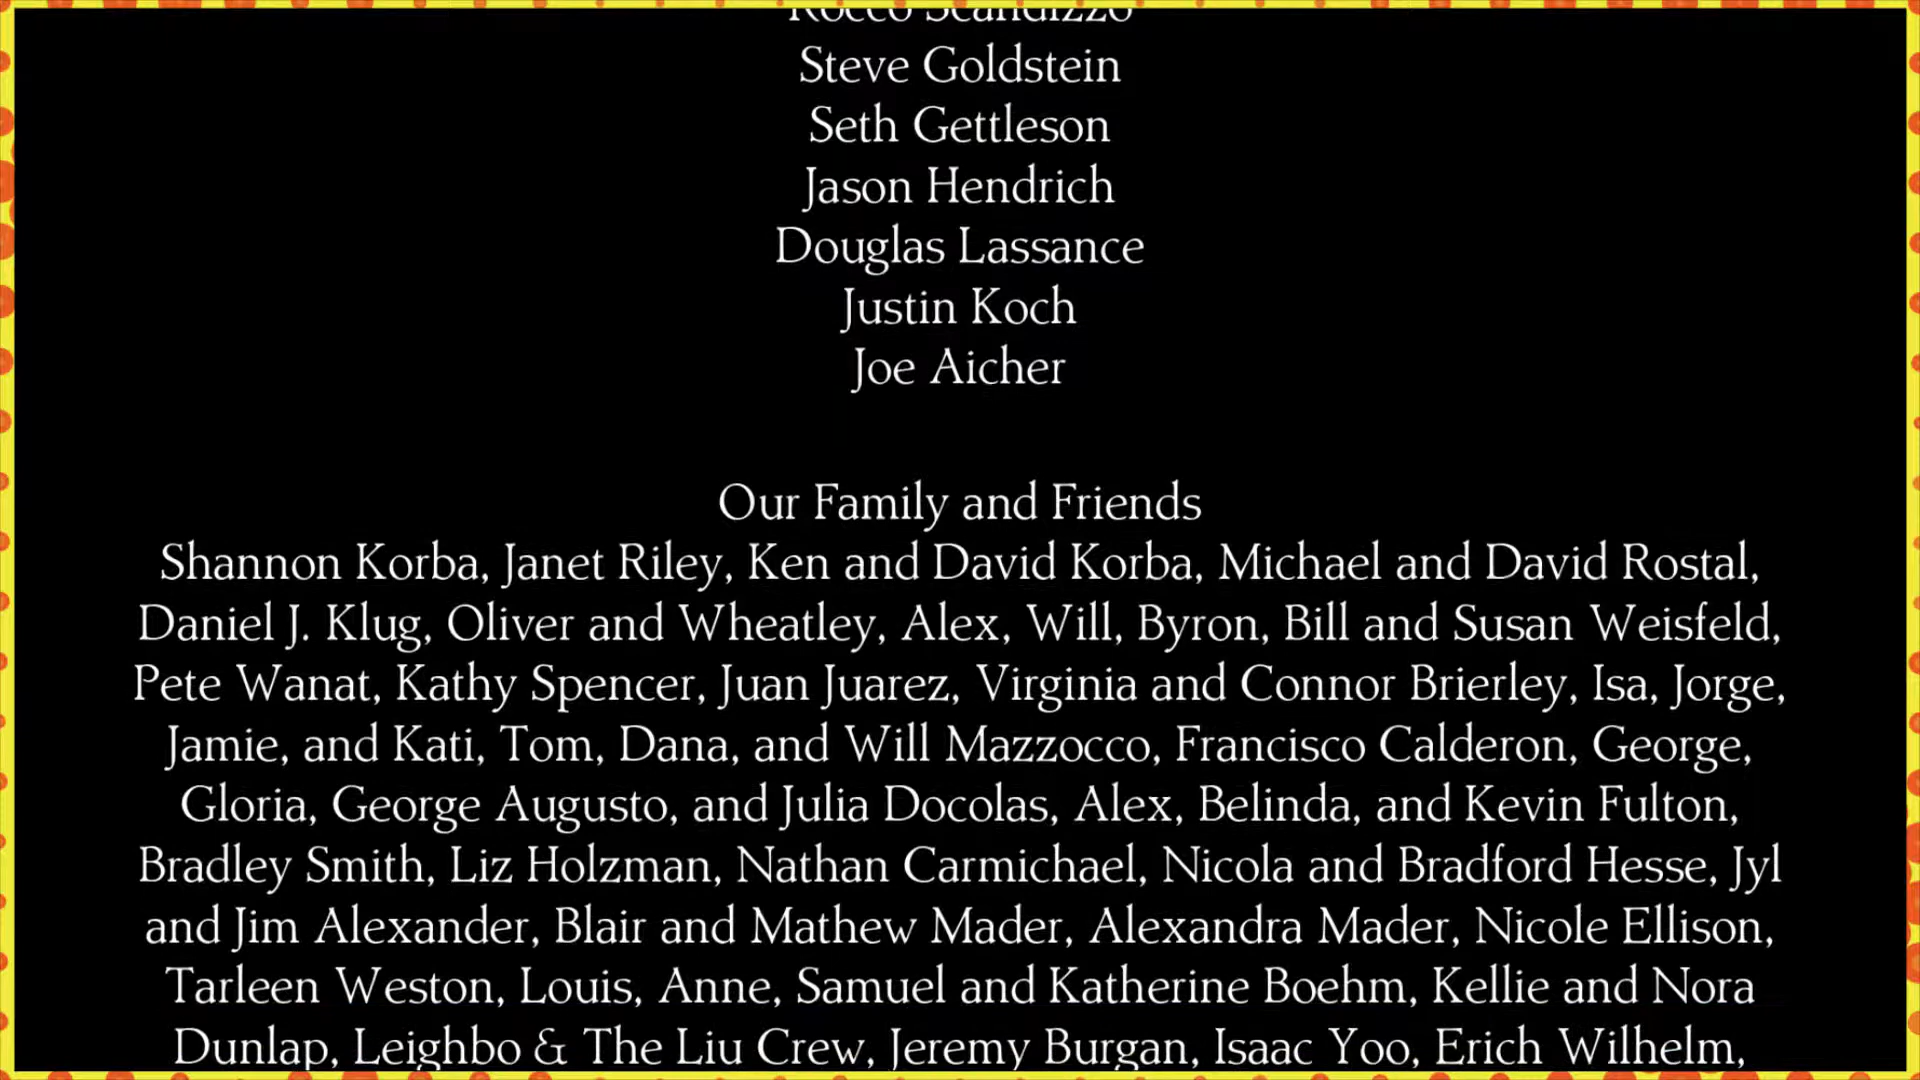 Rocco Scandizzo
Steve Goldstein
Seth Gettleson
Jason Hendrich
Douglas Lassance
Justin Koch
Joe Aicher
Our Family and Friends
Shannon Korba, Janet Riley, Ken and David Korba, Michael and David Rostal,
Daniel J. Klug, Oliver and Wheatley, Alex, Will, Byron, Bill and Susan Weisfeld,
Pete Wanat, Kathy Spencer, Juan Juarez, Virginia and Connor Brierley, Isa, Jorge,
Jamie, and Kati, Tom, Dana, and Will Mazzocco, Francisco Calderon, George,
Gloria, George Augusto, and Julia Docolas, Alex, Belinda, and Kevin Fulton,
Bradley Smith, Liz Holzman, Nathan Carmichael, Nicola and Bradford Hesse, Jyl
and Jim Alexander, Blair and Mathew Mader, Alexandra Mader, Nicole Ellison,
Tarleen Weston, Louis, Anne, Samuel and Katherine Boehm, Kellie and Nora
Dunlap, Leighbo & The Liu Crew, Jeremy Burgan, Isaac Yoo, Erich Wilhelm,